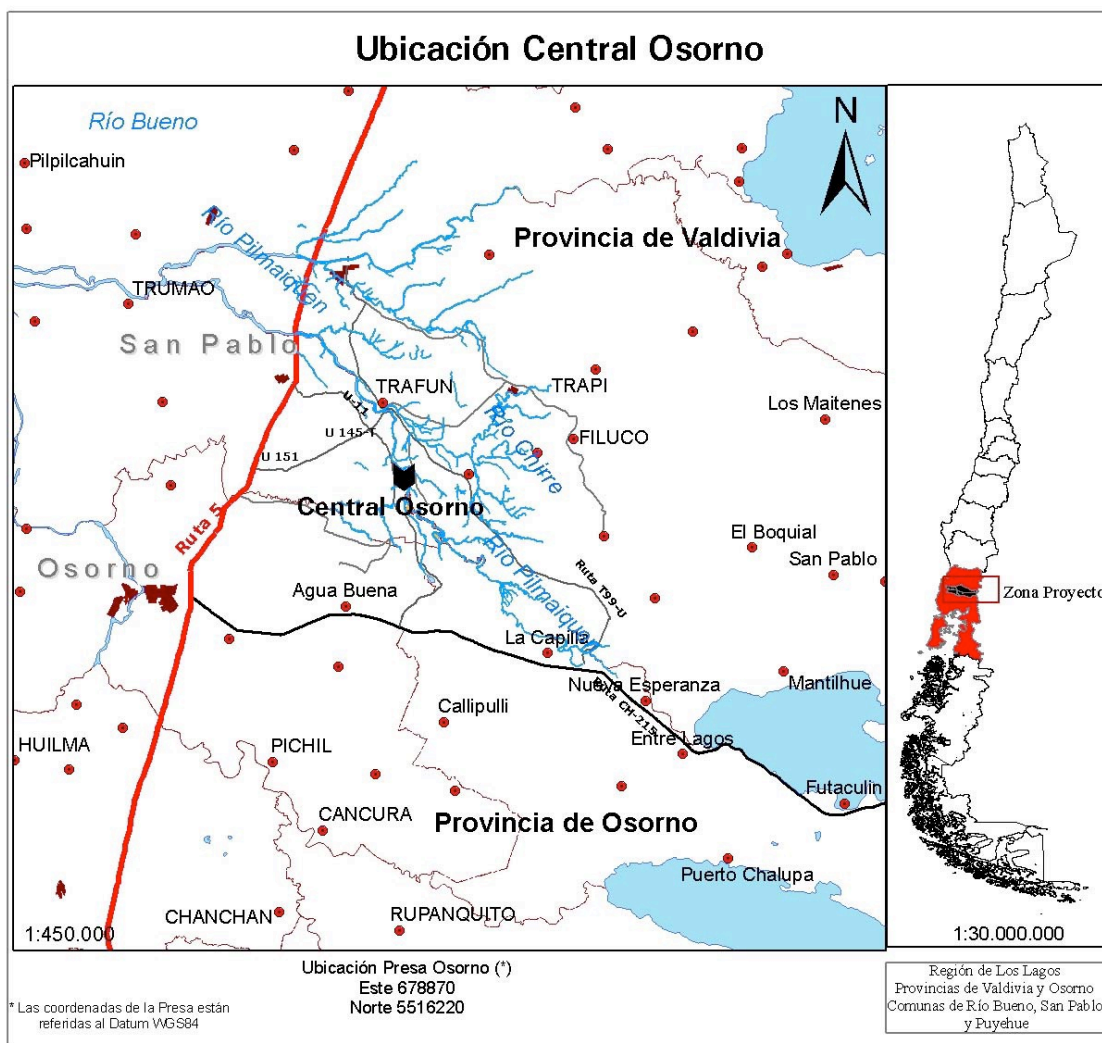 Ubicación Central Osorno
Río Bueno
N
Pilpilcahuin
Río Pilmaiquen
Provincia de Valdivia
TRUMAO
San Pablo
TRAFUN
TRAPI
U-11
Los Maitenes
U 145-T
Río Chirre
FILUCO
U 151
Central Osorno
Ruta 5
El Boquial
San Pablo
Osorno
Río Pilmaiquen
Ruta T99-U
Agua Buena
Zona Proyecto
La Capilla
Nueva Esperanza
Mantilhue
Ruta CH-215
Callipulli
HUILMA
PICHIL
Entre Lagos
Futaculin
CANCURA
Provincia de Osorno
Puerto Chalupa
CHANCHAN
RUPANQUITO
1:450.000
1:30.000.000
Ubicación Presa Osorno (*)
Este 678870
Norte 5516220
* Las coordenadas de la Presa están
referidas al Datum WGS84
Región de Los Lagos
Provincias de Valdivia y Osorno
Comunas de Río Bueno, San Pablo
y Puyehue